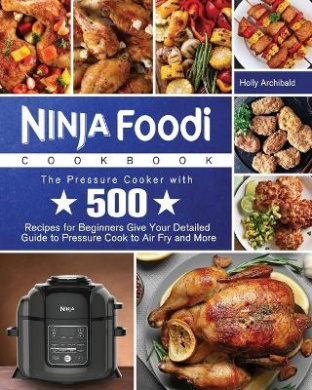 Holly Archibald
NINJA Foodi
COOKBOOK
The Pressure Cooker with
★ 500 ★
Recipes for Beginners Give Your Detailed
Guide to Pressure Cook to Air Fry and More
NINJA